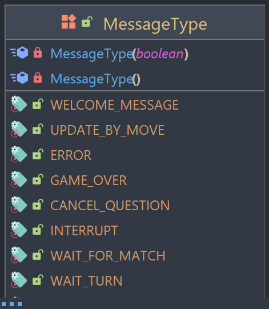 MessageType
MessageType(boolean)
MessageType()
WELCOME_MESSAGE
UPDATE_BY_MOVE
ERROR
GAME_OVER
CANCEL_QUESTION
INTERRUPT
WAIT_FOR_MATCH
WAIT_TURN